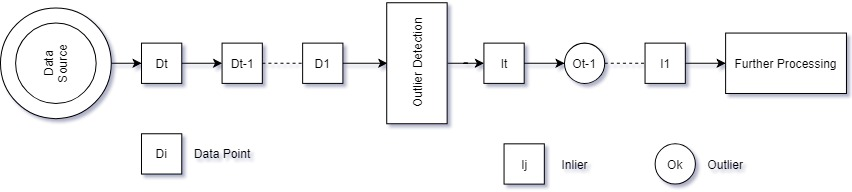 Data
Source
Dt
Dt-1
D1
Outlier Detection
It
Ot-1
I1
Further Processing
Di
Data Point
Ij
Inlier
Ok
Outlier